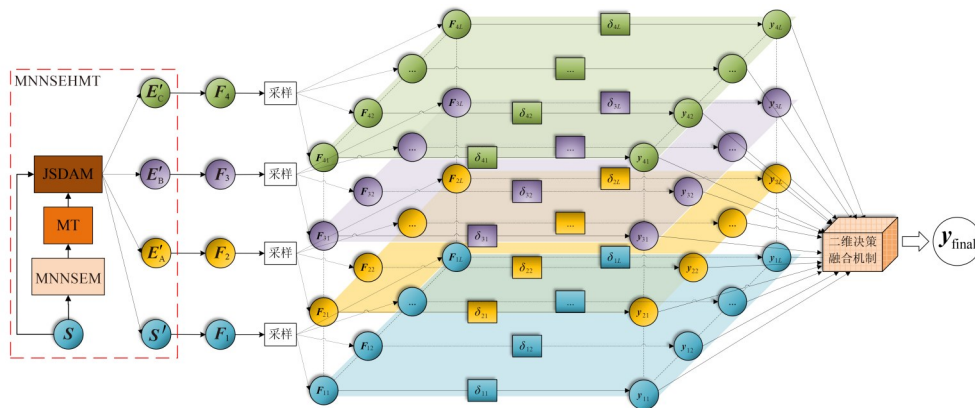 MNNSEHMT
JSDAM
MT
MNNSEM
S
E′C
E′B
E′A
S′
F4
F3
F2
F1
采样
采样
采样
采样
F4L δ4L y4L
... ... ...
F42 δ42 y42
F41 δ41 y41
F3L δ3L y3L
... ... ...
F32 δ32 y32
F31 δ31 y31
F2L δ2L y2L
... ... ...
F22 δ22 y22
F21 δ21 y21
F1L δ1L y1L
... ... ...
F12 δ12 y12
F11 δ11 y11
二维决策
融合机制
yfinal